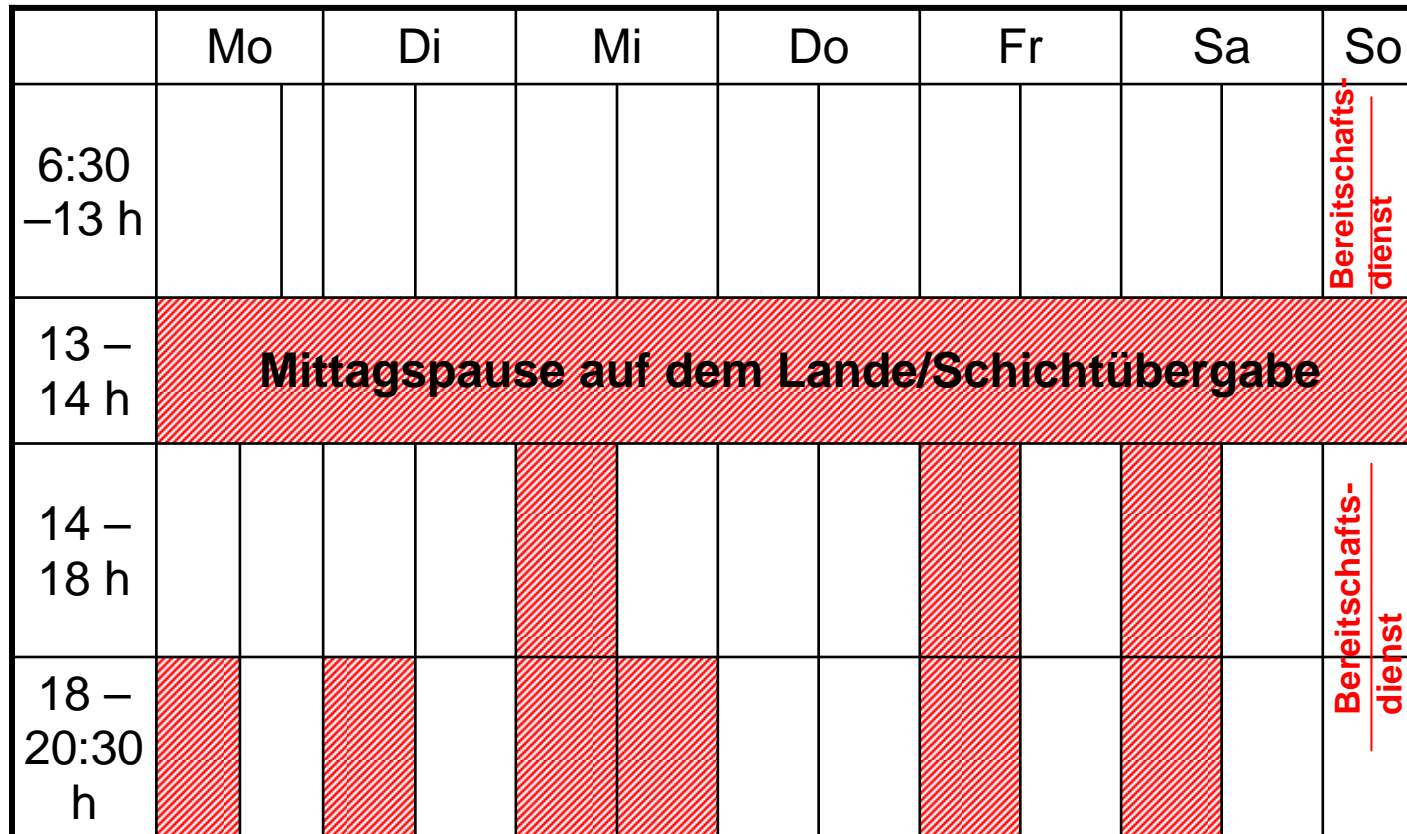 Mo Di Mi Do Fr Sa So
6:30
–13 h
Bereitschafts-
dienst
13 –
14 h
Mittagspause auf dem Lande/Schichtübergabe
14 –
18 h
Bereitschafts-
dienst
18 –
20:30
h